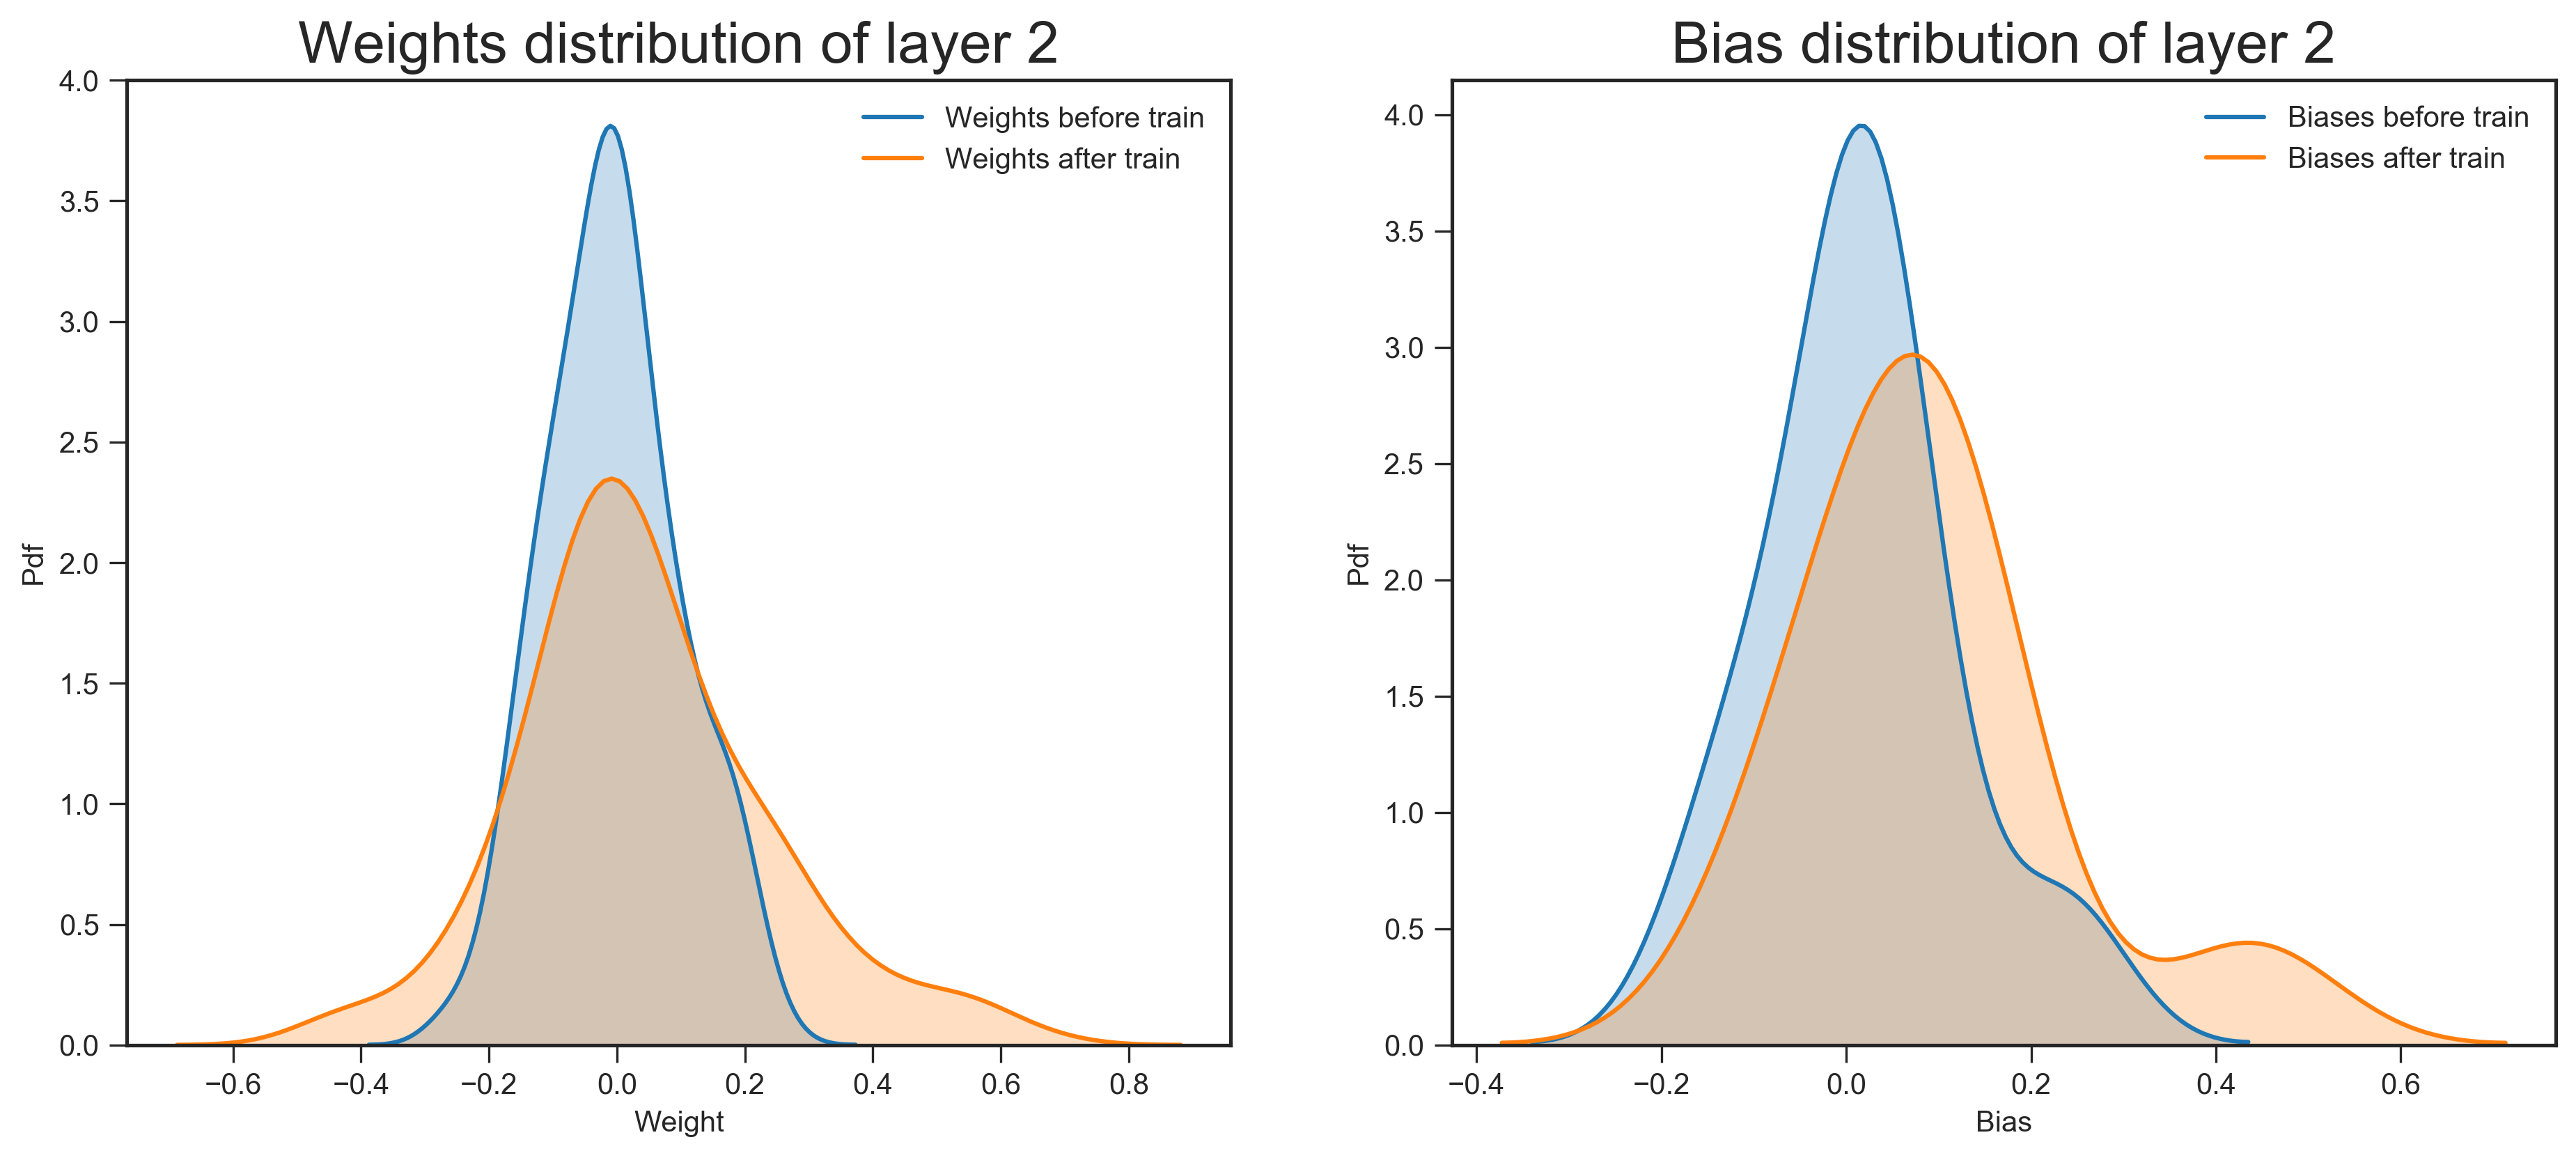 Weights distribution of layer 2
4.0
3.5
3.0
2.5
2.0
1.5
1.0
0.5
0.0
Pdf
Weights before train
Weights after train
−0.6 −0.4 −0.2 0.0 0.2 0.4 0.6 0.8
Weight
Bias distribution of layer 2
4.0
3.5
3.0
2.5
2.0
1.5
1.0
0.5
0.0
Pdf
Biases before train
Biases after train
−0.4 −0.2 0.0 0.2 0.4 0.6
Bias